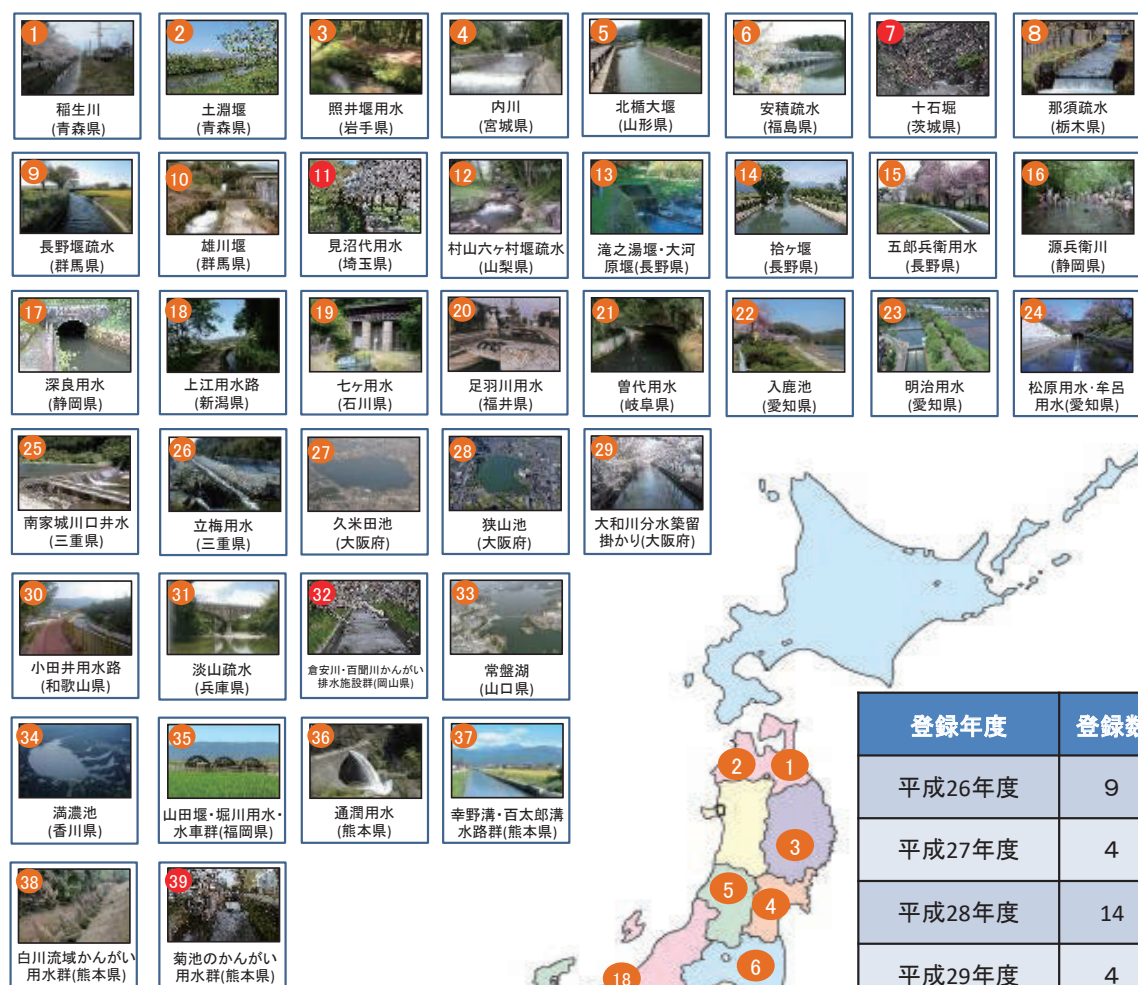 1
稲生川
(青森県)
2
土淵堰
(青森県)
3
照井堰用水
(岩手県)
4
内川
(宮城県)
5
北楯大堰
(山形県)
6
安積疏水
(福島県)
7
十石堀
(茨城県)
8
那須疏水
(栃木県)
9
長野堰疏水
(群馬県)
10
雄川堰
(群馬県)
11
見沼代用水
(埼玉県)
12
村山六ヶ村堰疏水
(山梨県)
13
滝之湯堰・大河
原堰(長野県)
14
拾ヶ堰
(長野県)
15
五郎兵衛用水
(長野県)
16
源兵衛川
(静岡県)
17
深良用水
(静岡県)
18
上江用水路
(新潟県)
19
七ヶ用水
(石川県)
20
足羽川用水
(福井県)
21
曽代用水
(岐阜県)
22
入鹿池
(愛知県)
23
明治用水
(愛知県)
24
松原用水・牟呂
用水(愛知県)
25
南家城川口井水
(三重県)
26
立梅用水
(三重県)
27
久米田池
(大阪府)
28
狭山池
(大阪府)
29
大和川分水築留
掛かり(大阪府)
30
小田井用水路
(和歌山県)
31
淡山疏水
(兵庫県)
32
倉安川・百間川かんがい
排水施設群(岡山県)
33
常盤湖
(山口県)
34
満濃池
(香川県)
35
山田堰・堀川用水・
水車群(福岡県)
36
通潤用水
(熊本県)
37
幸野溝・百太郎溝
水路群(熊本県)
38
白川流域かんがい
用水群(熊本県)
39
菊池のかんがい
用水群(熊本県)
2
1
3
5
4
6
18
登録年度 登録数
平成26年度 9
平成27年度 4
平成28年度 14
平成29年度 4